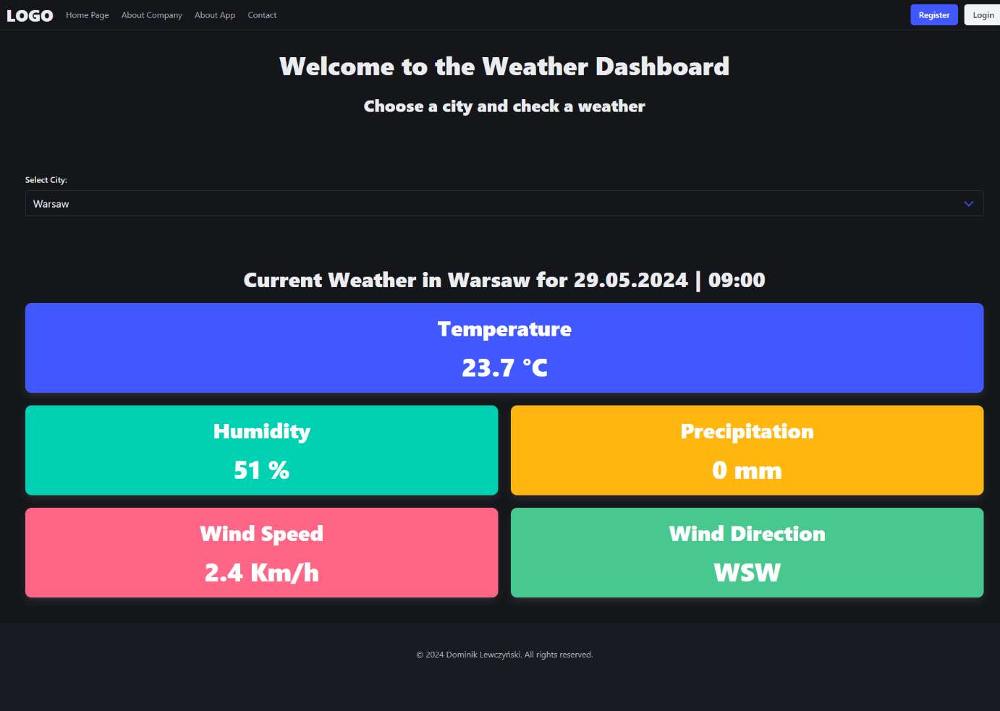 LOGO Home Page About Company About App Contact Register Login
Welcome to the Weather Dashboard
Choose a city and check a weather
Select City:
Warsaw
Current Weather in Warsaw for 29.05.2024 | 09:00
Temperature
23.7 °C
Humidity
51 %
Precipitation
0 mm
Wind Speed
2.4 Km/h
Wind Direction
WSW
© 2024 Dominik Lewczyński. All rights reserved.